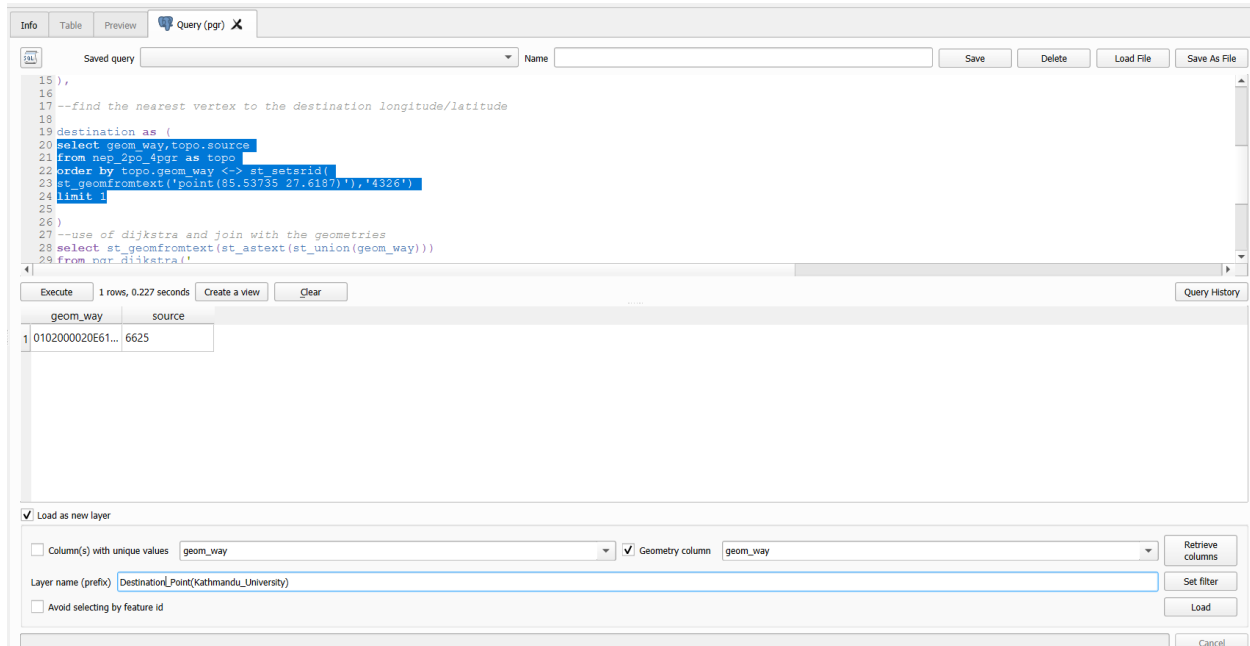 Info Table Preview Query (pgr) X
SQL Saved query Name Save Delete Load File Save As File
15 ),
16
17 --find the nearest vertex to the destination longitude/latitude
18
19 destination as (
20 select geom_way,topo.source
21 from nep_2po_4pgr as topo
22 order by topo.geom_way <-> st_setsrid(
23 st_geomfromtext('point(85.53735 27.6187)'),'4326')
24 limit 1
25
26 )
27 --use of dijkstra and join with the geometries
28 select st_geomfromtext(st_astext(st_union(geom_way)))
29 from pgr_dijkstra('
Execute 1 rows, 0.227 seconds Create a view Clear Query History
geom_way source
1 0102000020E61... 6625
Load as new layer
Column(s) with unique values geom_way Geometry column geom_way Retrieve columns
Layer name (prefix) Destination_Point(Kathmandu_University) Set filter
Avoid selecting by feature id Load
Cancel